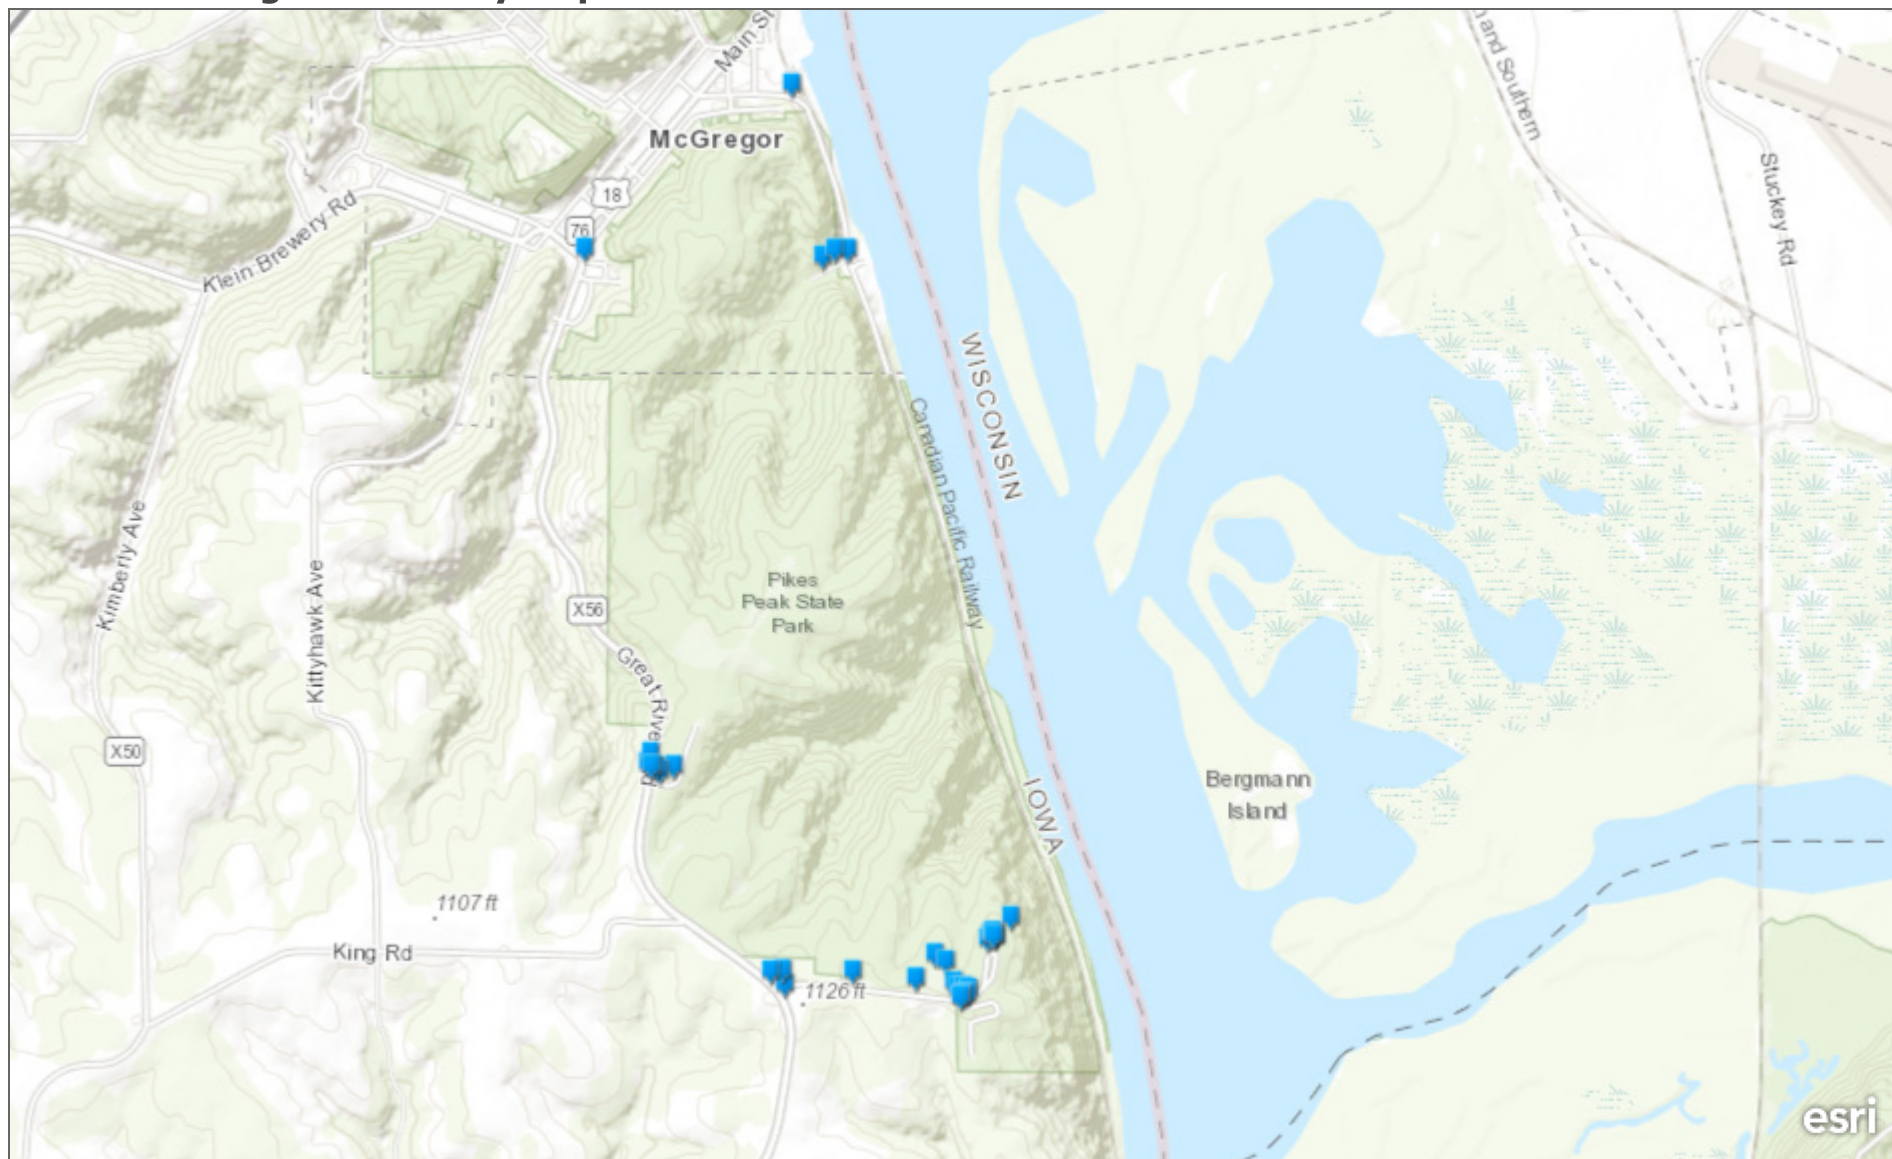 Main St
McGregor
18
76
Klein Brewery Rd
and Southern
Stuckey Rd
WISCONSIN
Canadian Pacific Railway
Kimberly Ave
Kittyhawk Ave
X56
Pikes
Peak State
Park
Great River
X50
Bergmann
Island
IOWA
1107 ft
King Rd
1126 ft
esri